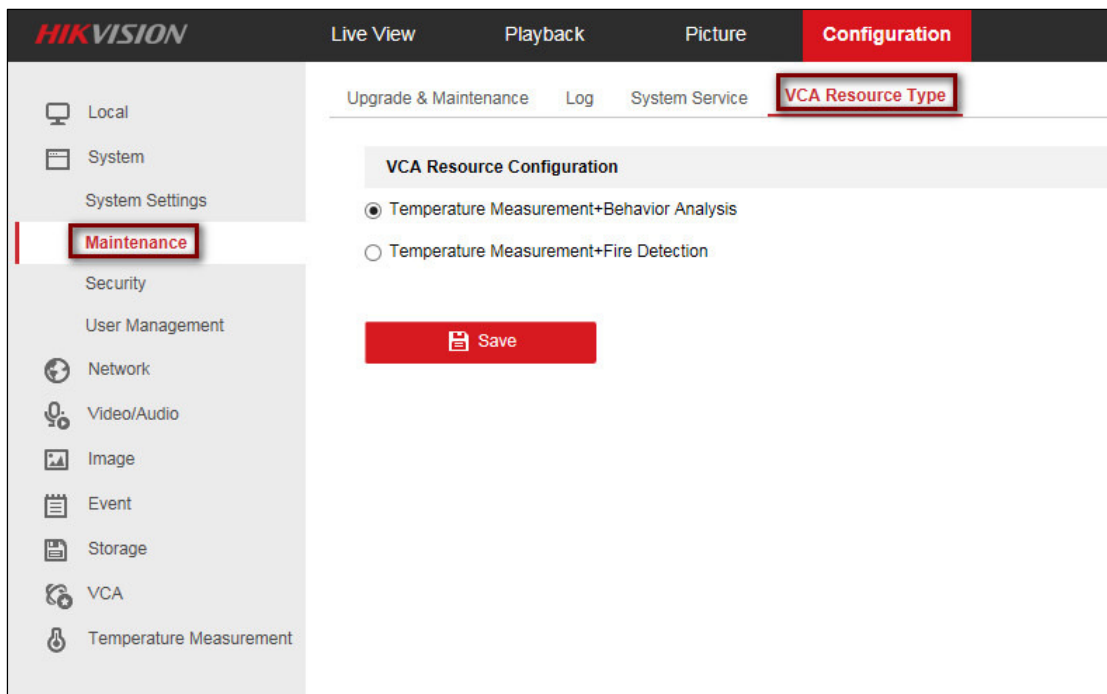 HIKVISION
Live View Playback Picture Configuration
Upgrade & Maintenance Log System Service VCA Resource Type
Local
System
System Settings
Maintenance
Security
User Management
Network
Video/Audio
Image
Event
Storage
VCA
Temperature Measurement
VCA Resource Configuration
Temperature Measurement+Behavior Analysis
Temperature Measurement+Fire Detection
Save